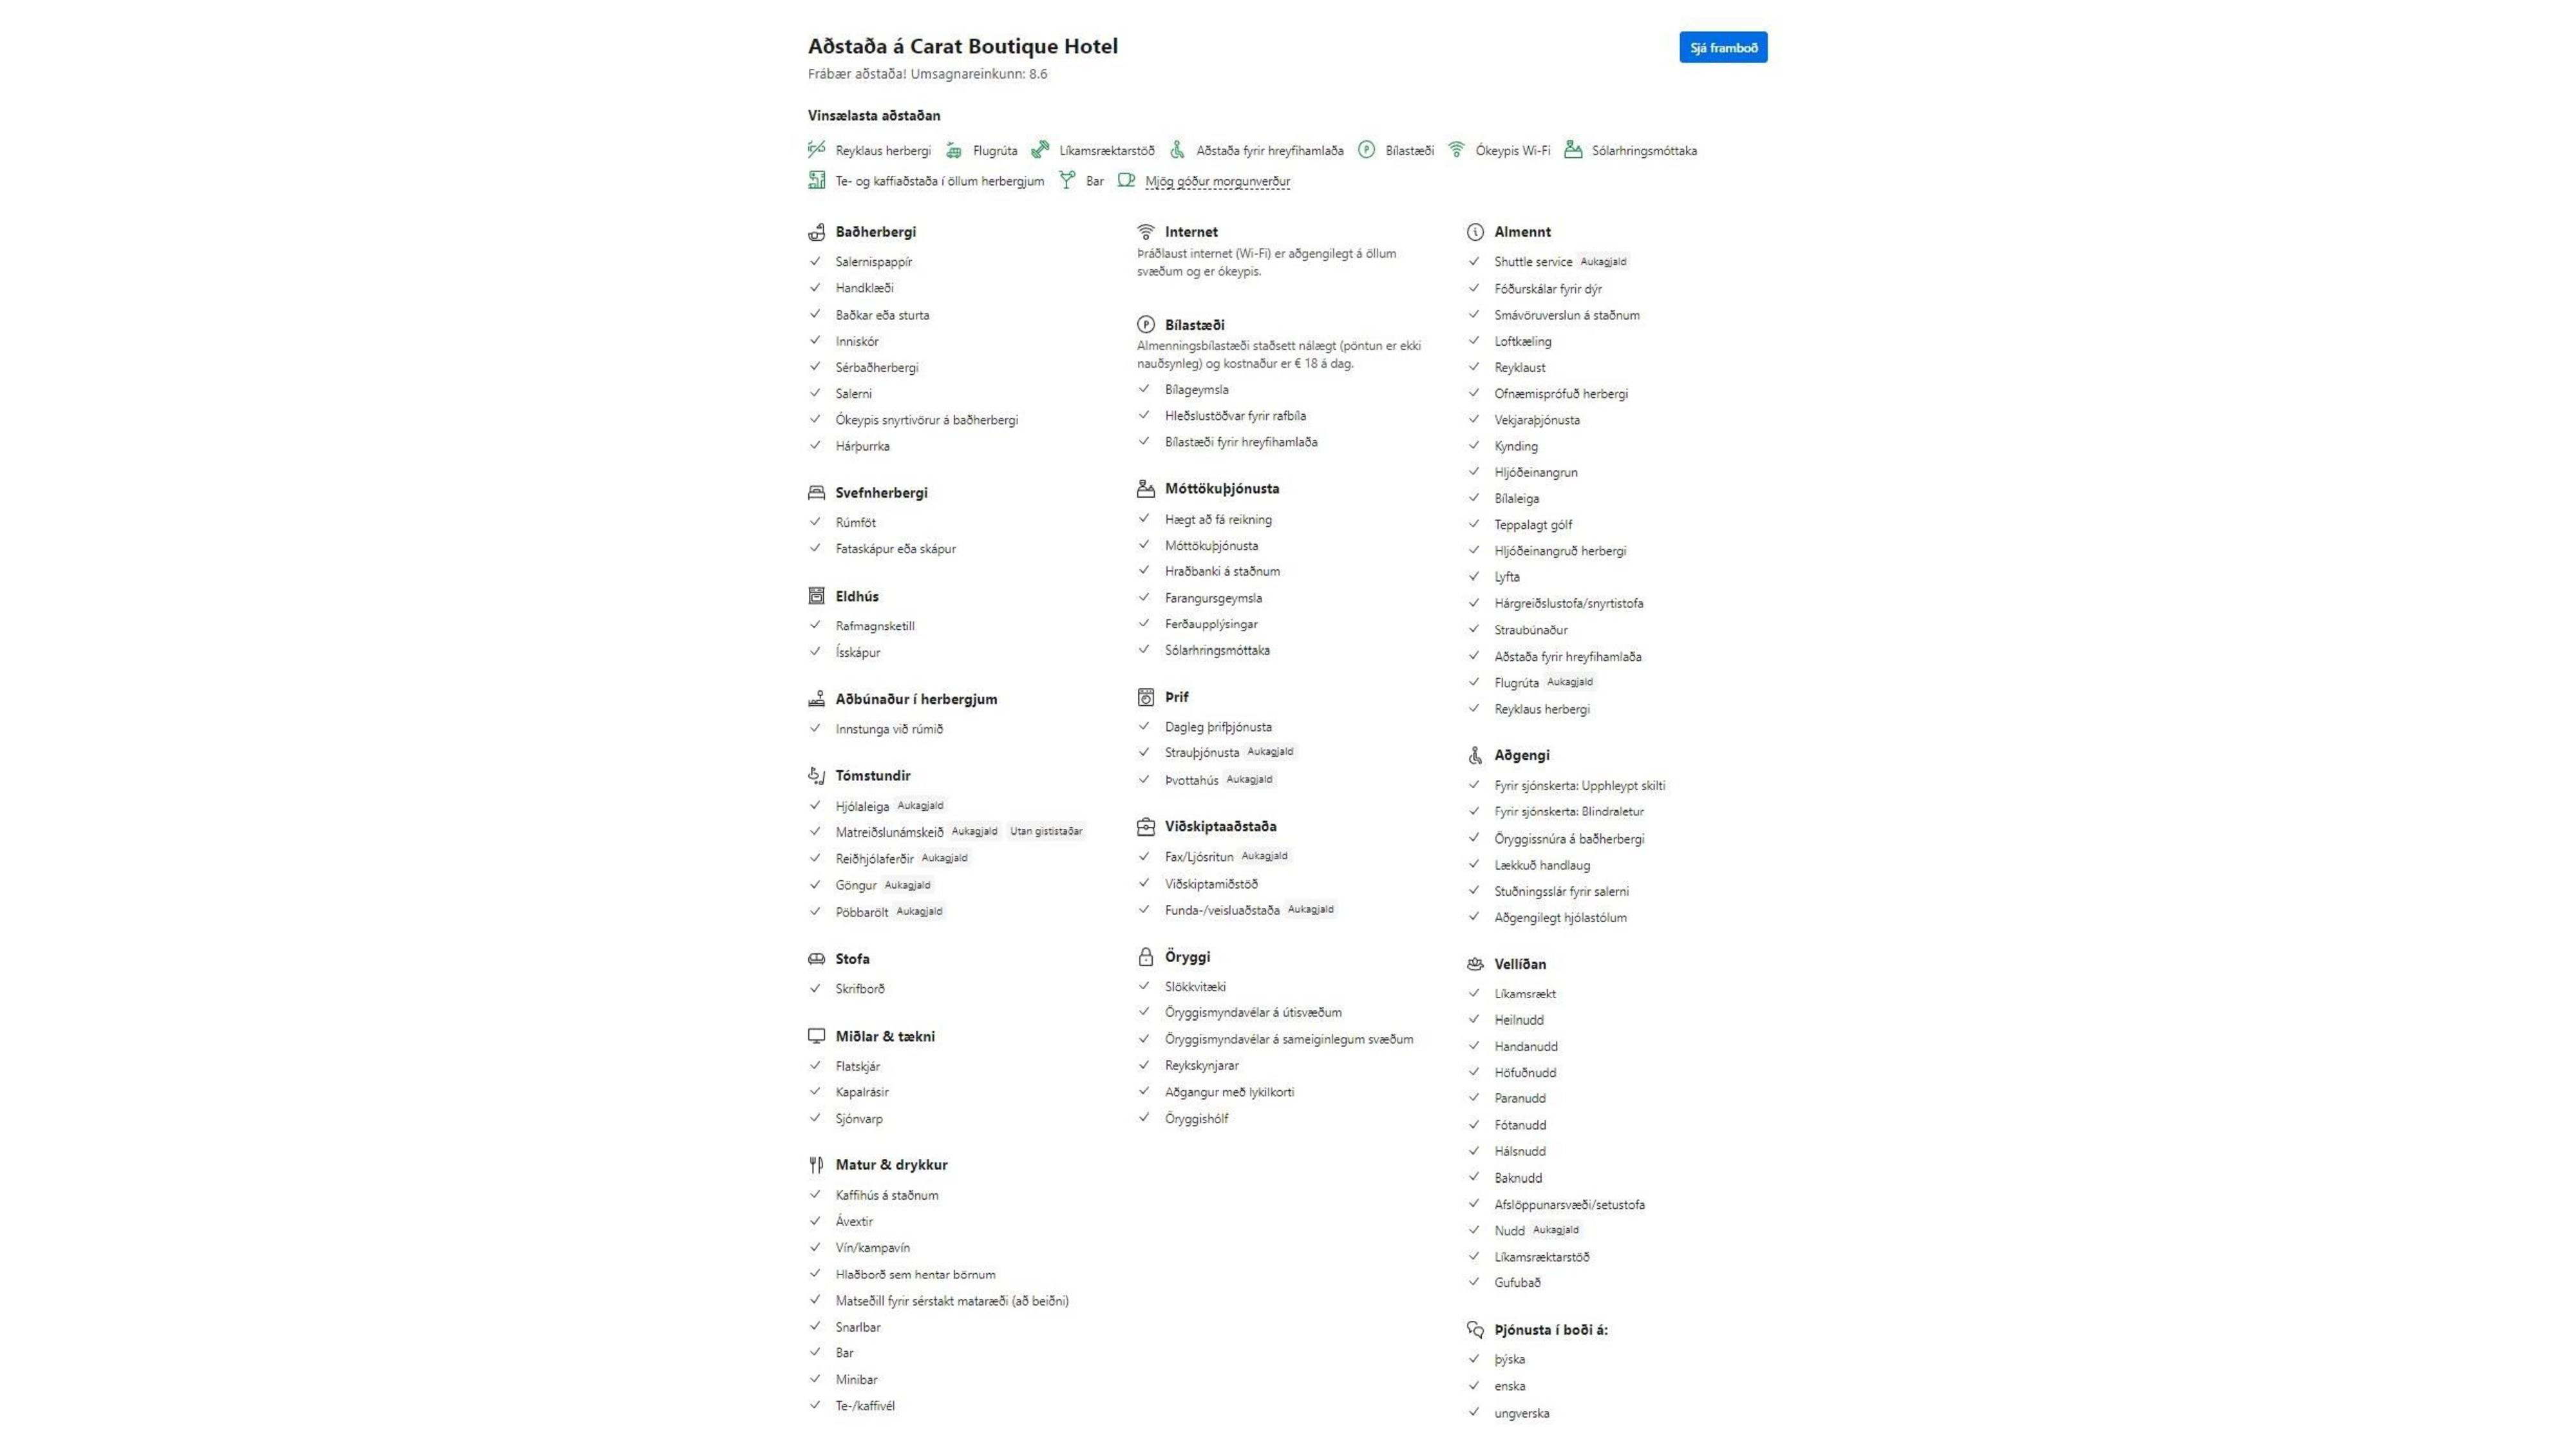 Aðstaða á Carat Boutique Hotel
Sjá framboð
Frábær aðstaða! Umsagnareinkunn: 8.6
Vinsælasta aðstaðan
Reyklaus herbergi Flugrúta Líkamsræktarstöð Aðstaða fyrir hreyfihamlaða Bílastæði Ókeypis Wi-Fi Sólarhringsmóttaka
Te- og kaffiaðstaða í öllum herbergjum Bar Mjög góður morgunverður
Baðherbergi
Salernispappír
Handklæði
Baðkar eða sturta
Inniskór
Sérbaðherbergi
Salerni
Ókeypis snyrtivörur á baðherbergi
Hárþurrka
Svefnherbergi
Rúmföt
Fataskápur eða skápur
Eldhús
Rafmagnsketill
Ísskápur
Aðbúnaður í herbergjum
Innstunga við rúmið
Tómstundir
Hjólaleiga Aukagjald
Matreiðslunámskeið Aukagjald Utan gististaðar
Reiðhjólaferðir Aukagjald
Göngur Aukagjald
Pöbbarölt Aukagjald
Stofa
Skrifborð
Miðlar & tækni
Flatskjár
Kapalrásir
Sjónvarp
Matur & drykkur
Kaffihús á staðnum
Ávextir
Vín/kampavín
Hlaðborð sem hentar börnum
Matseðill fyrir sérstakt mataræði (að beiðni)
Snarlbar
Bar
Minibar
Te-/kaffivél
Internet
Þráðlaust internet (Wi-Fi) er aðgengilegt á öllum
svæðum og er ókeypis.
Bílastæði
Almenningsbílastæði staðsett nálægt (pöntun er ekki
nauðsynleg) og kostnaður er € 18 á dag.
Bílageymsla
Hleðslustöðvar fyrir rafbíla
Bílastæði fyrir hreyfihamlaða
Móttökuþjónusta
Hægt að fá reikning
Móttökuþjónusta
Hraðbanki á staðnum
Farangursgeymsla
Ferðaupplýsingar
Sólarhringsmóttaka
Þrif
Dagleg þrifþjónusta
Strauþjónusta Aukagjald
Þvottahús Aukagjald
Viðskiptaaðstaða
Fax/Ljósritun Aukagjald
Viðskiptamiðstöð
Funda-/veisluaðstaða Aukagjald
Öryggi
Slökkvitæki
Öryggismyndavélar á útisvæðum
Öryggismyndavélar á sameiginlegum svæðum
Reykskynjarar
Aðgangur með lykilkorti
Öryggishólf
Almennt
Shuttle service Aukagjald
Fóðurskálar fyrir dýr
Smávöruverslun á staðnum
Loftkæling
Reyklaust
Ofnæmisprófuð herbergi
Vekjaraþjónusta
Kynding
Hljóðeinangrun
Bílaleiga
Teppalagt gólf
Hljóðeinangruð herbergi
Lyfta
Hárgreiðslustofa/snyrtistofa
Straubúnaður
Aðstaða fyrir hreyfihamlaða
Flugrúta Aukagjald
Reyklaus herbergi
Aðgengi
Fyrir sjónskerta: Upphleypt skilti
Fyrir sjónskerta: Blindraletur
Öryggissnúra á baðherbergi
Lækkuð handlaug
Stuðningsslár fyrir salerni
Aðgengilegt hjólastólum
Vellíðan
Líkamsrækt
Heilnudd
Handanudd
Höfuðnudd
Paranudd
Fótanudd
Hálsnudd
Baknudd
Afslöppunarsvæði/setustofa
Nudd Aukagjald
Líkamsræktarstöð
Gufubað
Þjónusta í boði á:
þýska
enska
ungverska